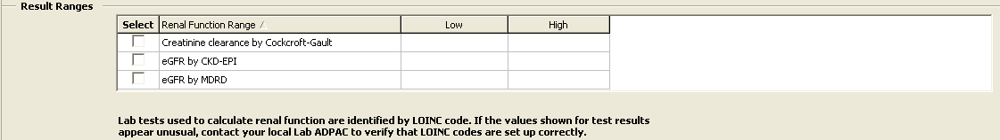 Result Ranges
Select Renal Function Range Low High
Creatinine clearance by Cockcroft-Gault
eGFR by CKD-EPI
eGFR by MDRD
Lab tests used to calculate renal function are identified by LOINC code. If the values shown for test results
appear unusual, contact your local Lab ADPAC to verify that LOINC codes are set up correctly.